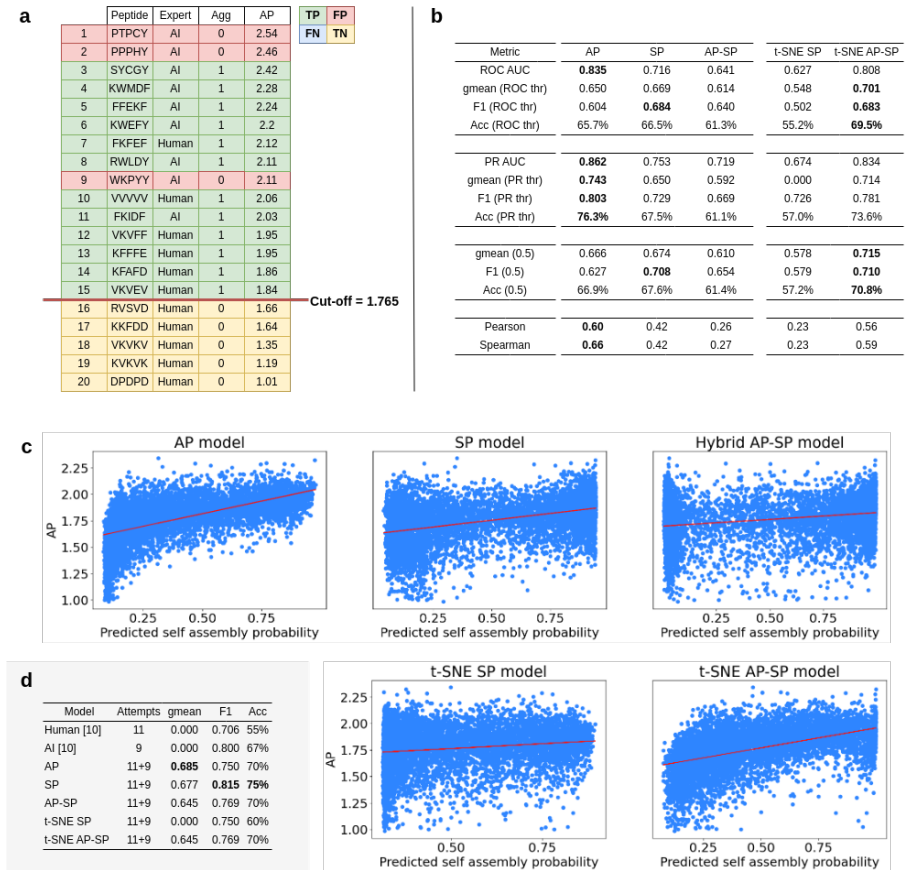 a
Peptide Expert Agg AP
TP FP
FN TN
1 PTPCY AI 0 2.54
2 PPPHY AI 0 2.46
3 SYCGY AI 1 2.42
4 KWMDF AI 1 2.28
5 FFEKF AI 1 2.24
6 KWEFY AI 1 2.2
7 FKFEF Human 1 2.12
8 RWLDY AI 1 2.11
9 WKPYY AI 0 2.11
10 VVVVV Human 1 2.06
11 FKIDF AI 1 2.03
12 VKVFF Human 1 1.95
13 KFFFE Human 1 1.95
14 KFAFD Human 1 1.86
15 VKVEV Human 1 1.84
Cut-off = 1.765
16 RVSVD Human 0 1.66
17 KKFDD Human 0 1.64
18 VKVKV Human 0 1.35
19 KVKVK Human 0 1.19
20 DPDPD Human 0 1.01
b
Metric AP SP AP-SP t-SNE SP t-SNE AP-SP
ROC AUC 0.835 0.716 0.641 0.627 0.808
gmean (ROC thr) 0.650 0.669 0.614 0.548 0.701
F1 (ROC thr) 0.604 0.684 0.640 0.502 0.683
Acc (ROC thr) 65.7% 66.5% 61.3% 55.2% 69.5%
PR AUC 0.862 0.753 0.719 0.674 0.834
gmean (PR thr) 0.743 0.650 0.592 0.000 0.714
F1 (PR thr) 0.803 0.729 0.669 0.726 0.781
Acc (PR thr) 76.3% 67.5% 61.1% 57.0% 73.6%
gmean (0.5) 0.666 0.674 0.610 0.578 0.715
F1 (0.5) 0.627 0.708 0.654 0.579 0.710
Acc (0.5) 66.9% 67.6% 61.4% 57.2% 70.8%
Pearson 0.60 0.42 0.26 0.23 0.56
Spearman 0.66 0.42 0.27 0.23 0.59
c
AP model
AP
2.25
2.00
1.75
1.50
1.25
1.00
0.25 0.50 0.75
Predicted self assembly probability
SP model
0.25 0.50 0.75
Predicted self assembly probability
Hybrid AP-SP model
0.25 0.50 0.75
Predicted self assembly probability
d
Model Attempts gmean F1 Acc
Human [10] 11 0.000 0.706 55%
AI [10] 9 0.000 0.800 67%
AP 11+9 0.685 0.750 70%
SP 11+9 0.677 0.815 75%
AP-SP 11+9 0.645 0.769 70%
t-SNE SP 11+9 0.000 0.750 60%
t-SNE AP-SP 11+9 0.645 0.769 70%
t-SNE SP model
AP
2.25
2.00
1.75
1.50
1.25
1.00
0.50 0.75
Predicted self assembly probability
t-SNE AP-SP model
0.25 0.50 0.75
Predicted self assembly probability